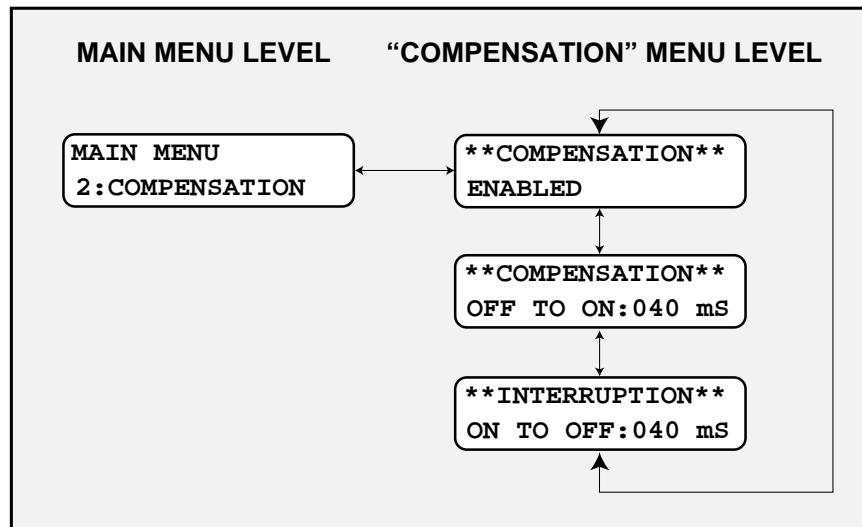 MAIN MENU LEVEL
“COMPENSATION” MENU LEVEL
MAIN MENU
2:COMPENSATION
**COMPENSATION**
ENABLED
**COMPENSATION**
OFF TO ON:040 mS
**INTERRUPTION**
ON TO OFF:040 mS